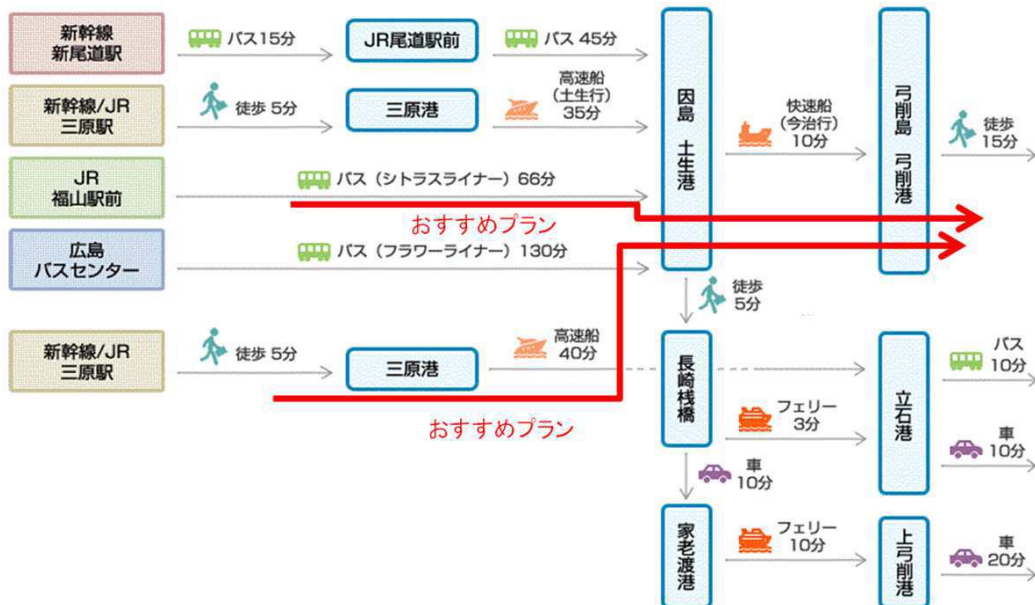 新幹線
新尾道駅
バス15分
JR尾道駅前
バス 45分
新幹線/JR
三原駅
徒歩 5分
三原港
高速船
(土生行)
35分
因島 土生港
快速船
(今治行)
10分
弓削島 弓削港
徒歩
15分
JR
福山駅前
バス(シトラスライナー)66分
おすすめプラン
広島
バスセンター
バス(フラワーライナー)130分
徒歩
5分
新幹線/JR
三原駅
徒歩 5分
三原港
高速船
40分
おすすめプラン
長崎桟橋
フェリー
3分
立石港
バス
10分
車
10分
車
10分
家老渡港
フェリー
10分
上弓削港
車
20分